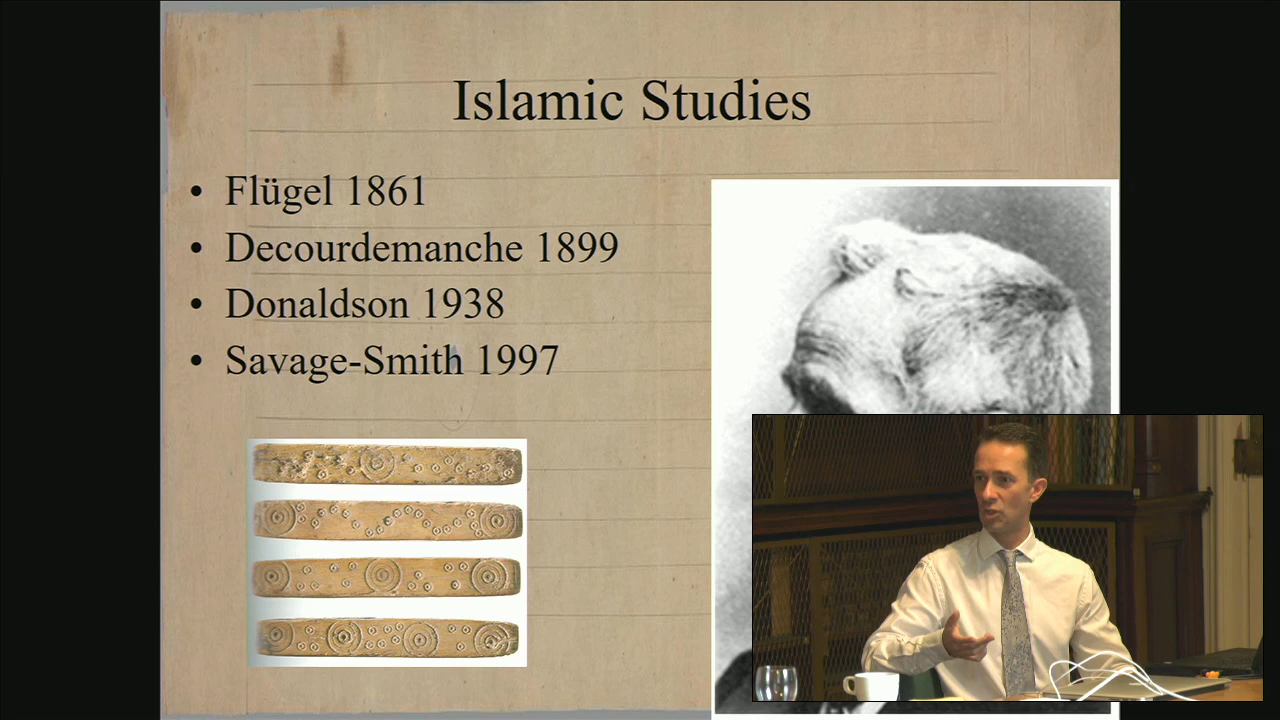 Islamic Studies
• Flügel 1861
• Decourdemanche 1899
• Donaldson 1938
• Savage-Smith 1997